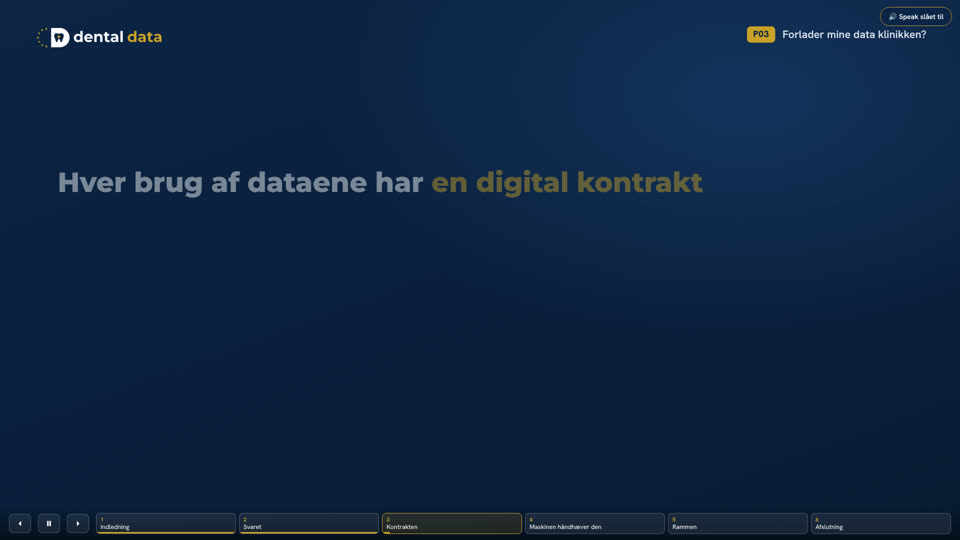 🔊 Speak slået til
dental data
P03 Forlader mine data klinikken?
Hver brug af dataene har en digital kontrakt
1
Indledning
2
Svaret
3
Kontrakten
4
Maskinen håndhæver den
5
Rammen
6
Afslutning